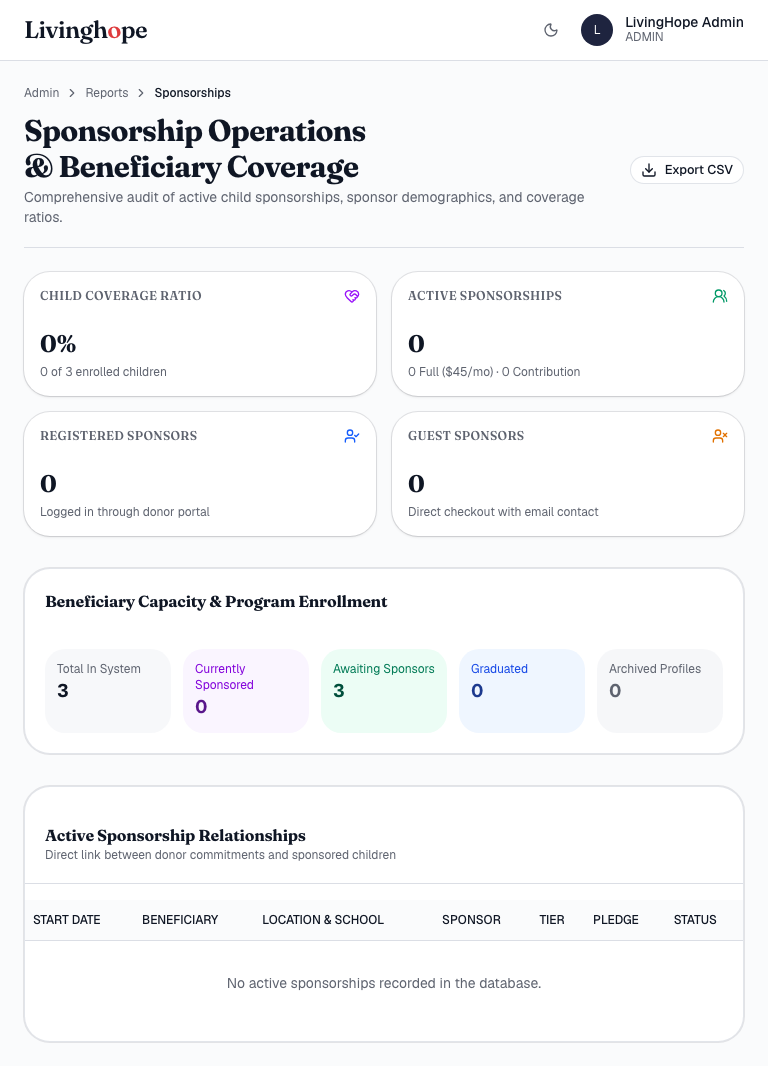 Livinghope
L
LivingHope Admin
ADMIN
Admin > Reports > Sponsorships
Sponsorship Operations
& Beneficiary Coverage
Export CSV
Comprehensive audit of active child sponsorships, sponsor demographics, and coverage
ratios.
CHILD COVERAGE RATIO
0%
0 of 3 enrolled children
ACTIVE SPONSORSHIPS
0
0 Full ($45/mo) · 0 Contribution
REGISTERED SPONSORS
0
Logged in through donor portal
GUEST SPONSORS
0
Direct checkout with email contact
Beneficiary Capacity & Program Enrollment
Total In System
3
Currently
Sponsored
0
Awaiting Sponsors
3
Graduated
0
Archived Profiles
0
Active Sponsorship Relationships
Direct link between donor commitments and sponsored children
START DATE BENEFICIARY LOCATION & SCHOOL SPONSOR TIER PLEDGE STATUS
No active sponsorships recorded in the database.